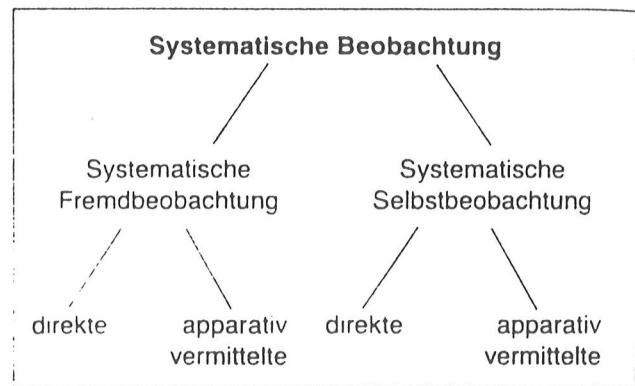 Systematische Beobachtung
Systematische
Fremdbeobachtung
Systematische
Selbstbeobachtung
direkte
apparativ
vermittelte
direkte
apparativ
vermittelte